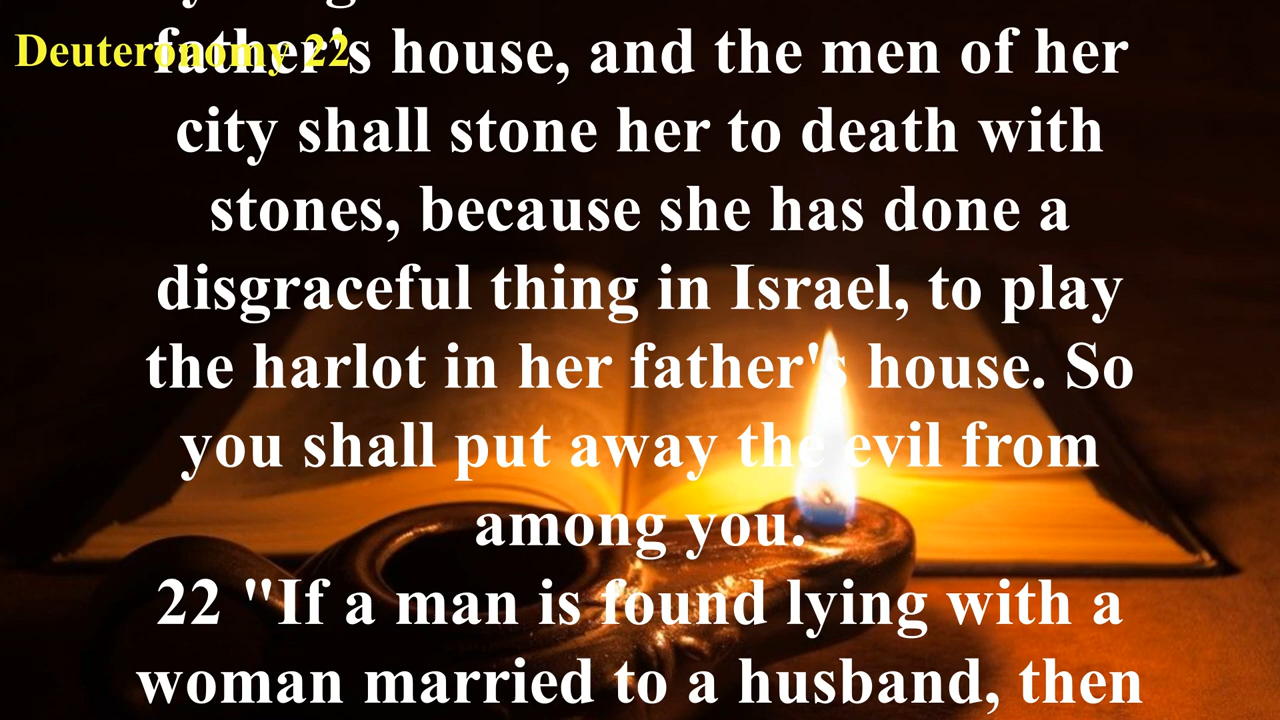 Deuteronomy 22
father's house, and the men of her
city shall stone her to death with
stones, because she has done a
disgraceful thing in Israel, to play
the harlot in her father's house. So
you shall put away the evil from
among you.
22 "If a man is found lying with a
woman married to a husband, then